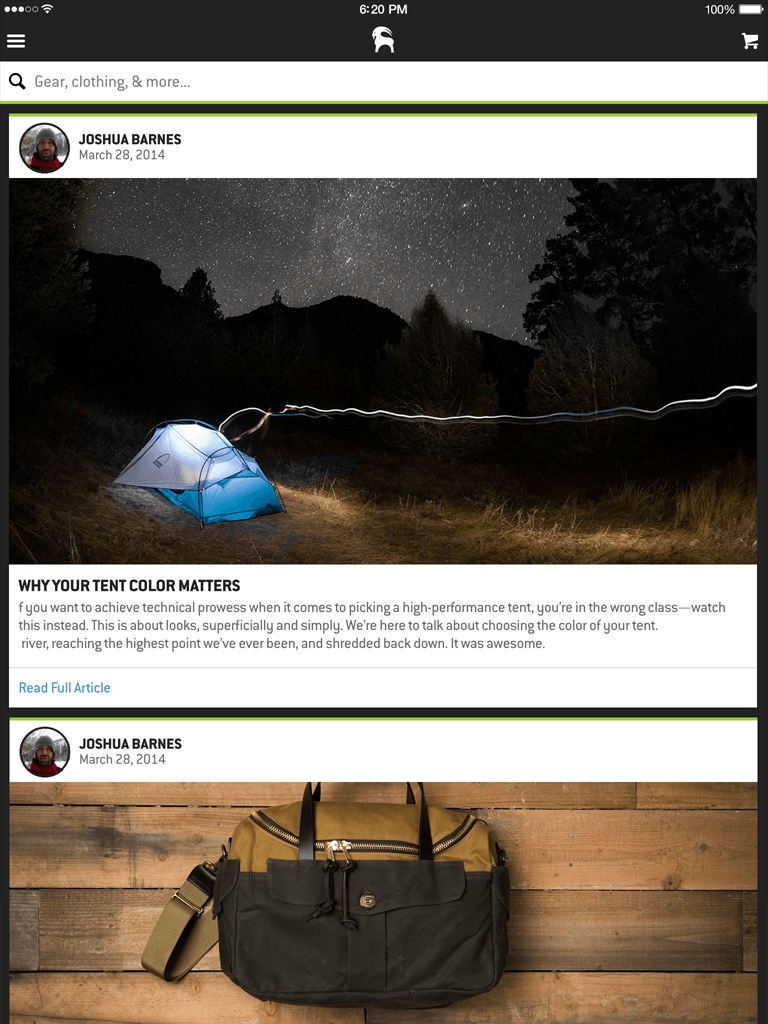 6:20 PM
100%
Gear, clothing, & more...
JOSHUA BARNES
March 28, 2014
WHY YOUR TENT COLOR MATTERS
f you want to achieve technical prowess when it comes to picking a high-performance tent, you’re in the wrong class—watch
this instead. This is about looks, superficially and simply. We’re here to talk about choosing the color of your tent.
river, reaching the highest point we’ve ever been, and shredded back down. It was awesome.
Read Full Article
JOSHUA BARNES
March 28, 2014